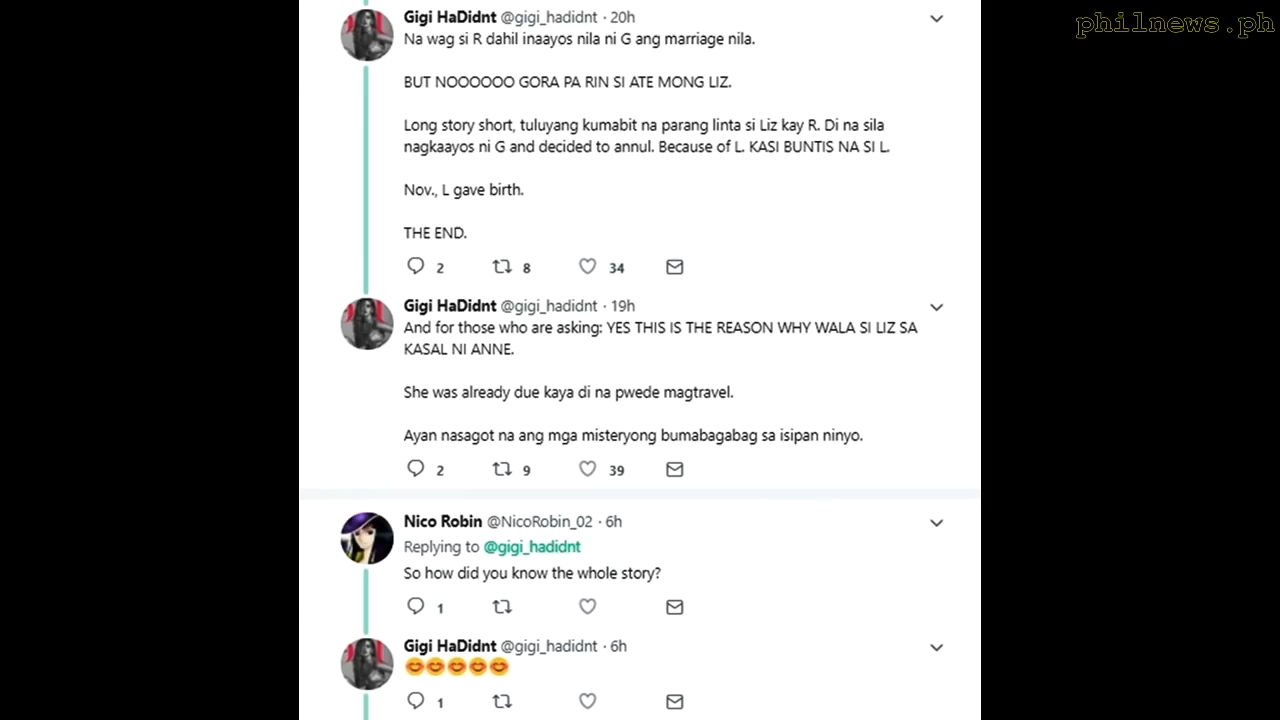 philnews.ph
Gigi HaDidnt @gigi_hadidnt · 20h
Na wag si R dahil inaayos nila ni G ang marriage nila.
BUT NOOOOOO GORA PA RIN SI ATE MONG LIZ.
Long story short, tuluyang kumabit na parang linta si Liz kay R. Di na sila
nagkaayos ni G and decided to annul. Because of L. KASI BUNTIS NA SI L.
Nov., L gave birth.
THE END.
2 8 34
Gigi HaDidnt @gigi_hadidnt · 19h
And for those who are asking: YES THIS IS THE REASON WHY WALA SI LIZ SA
KASAL NI ANNE.
She was already due kaya di na pwede magtravel.
Ayan nasagot na ang mga misteryong bumabagabag sa isipan ninyo.
2 9 39
Nico Robin @NicoRobin_02 · 6h
Replying to @gigi_hadidnt
So how did you know the whole story?
1
Gigi HaDidnt @gigi_hadidnt · 6h
😊😊😊😊😊
1